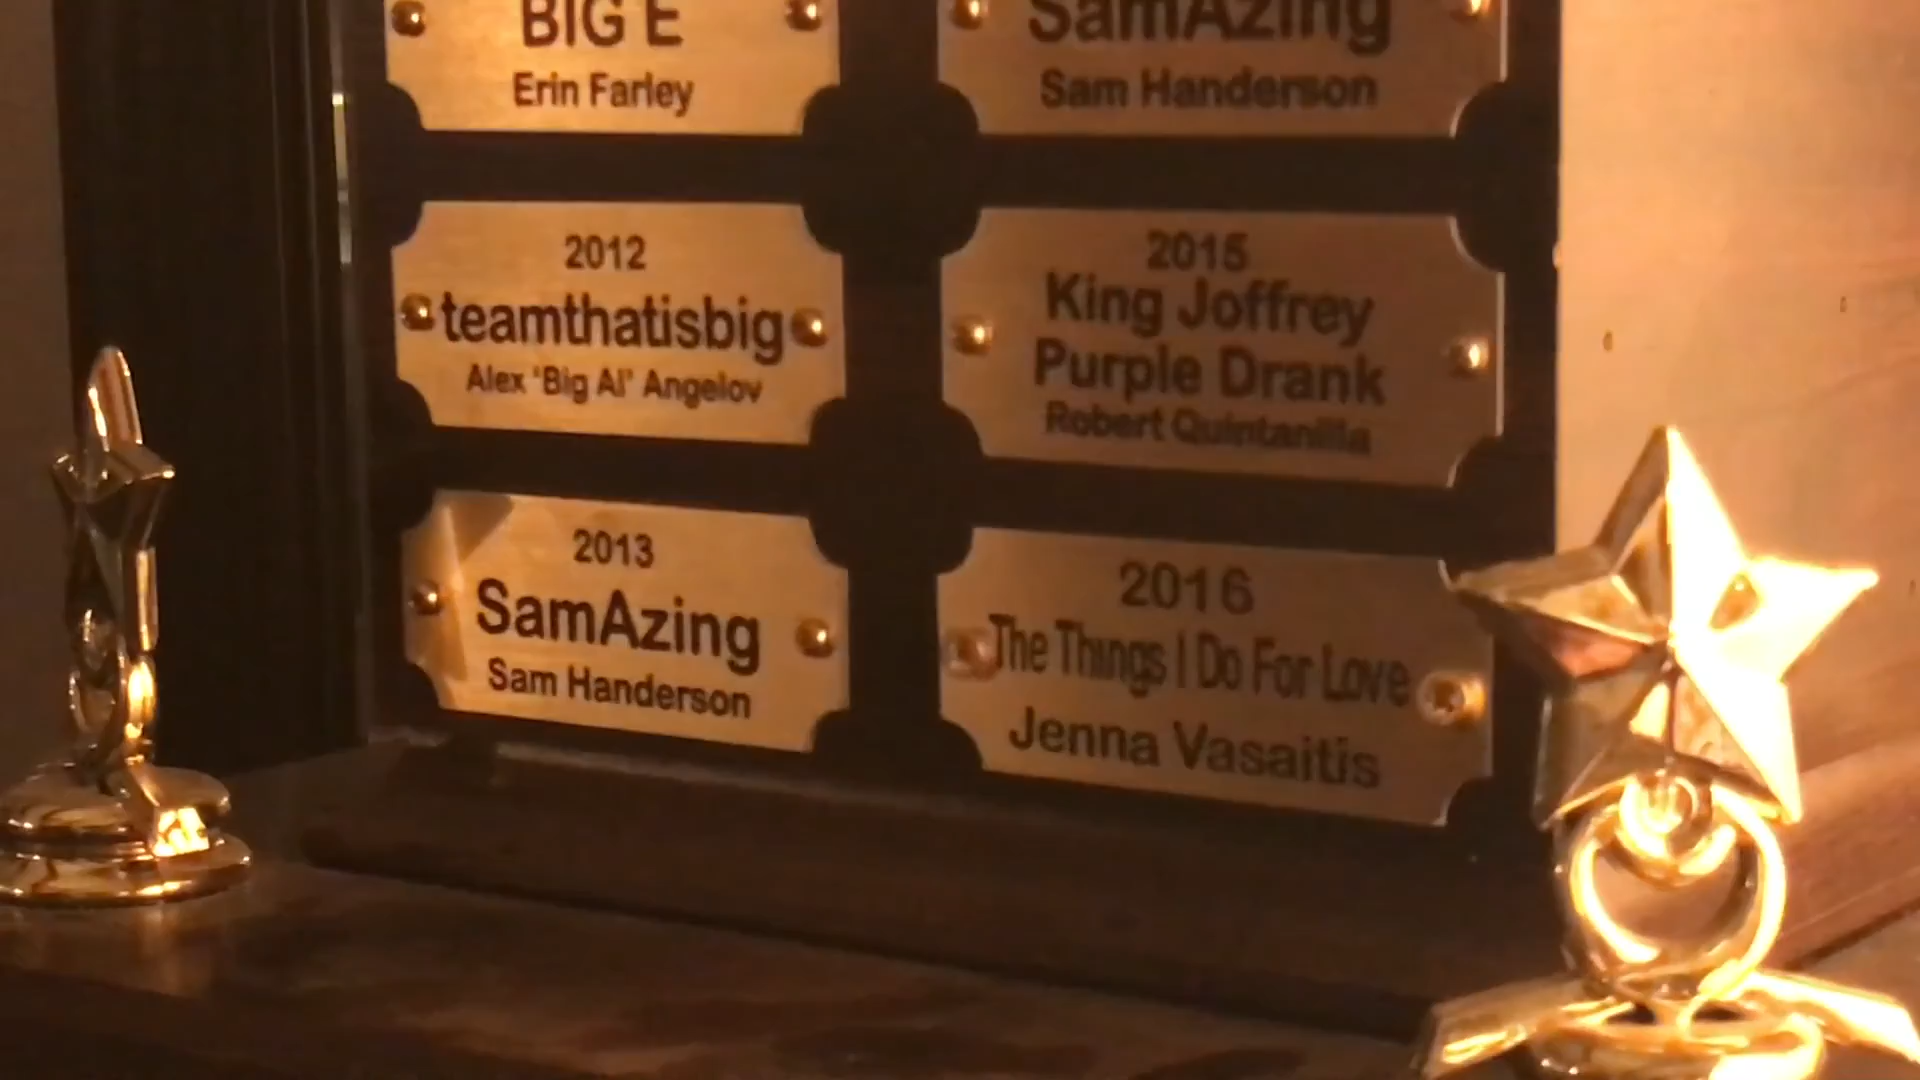 BIG E
Erin Farley
2012
teamthatisbig
Alex 'Big Al' Angelov
2013
SamAzing
Sam Handerson
SamAzing
Sam Handerson
2015
King Joffrey
Purple Drank
Robert Quintanilla
2016
The Things I Do For Love
Jenna Vasaitis